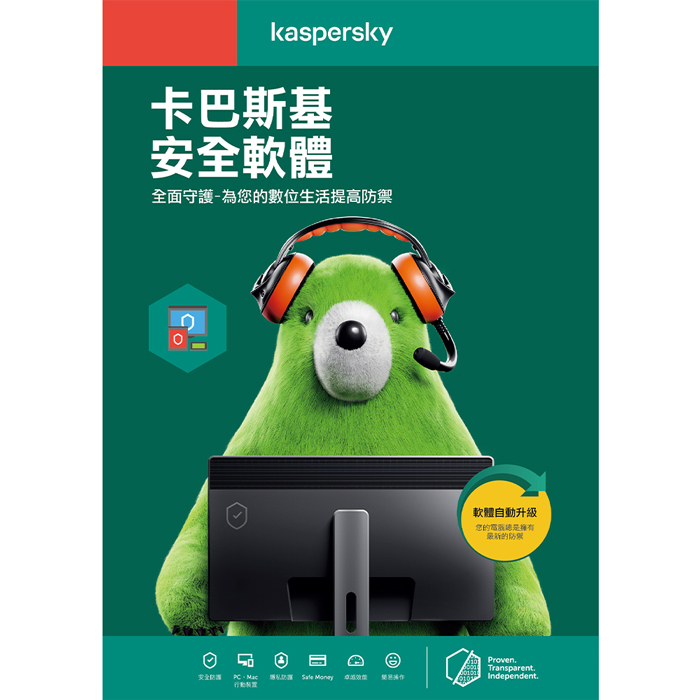 kaspersky
卡巴斯基
安全軟體
全面守護-為您的數位生活提高防禦
軟體自動升級
您的電腦總是擁有
最新的防禦
安全防護
PC・Mac
行動裝置
隱私防護
Safe Money
卓越效能
簡易操作
Proven.
Transparent.
Independent.